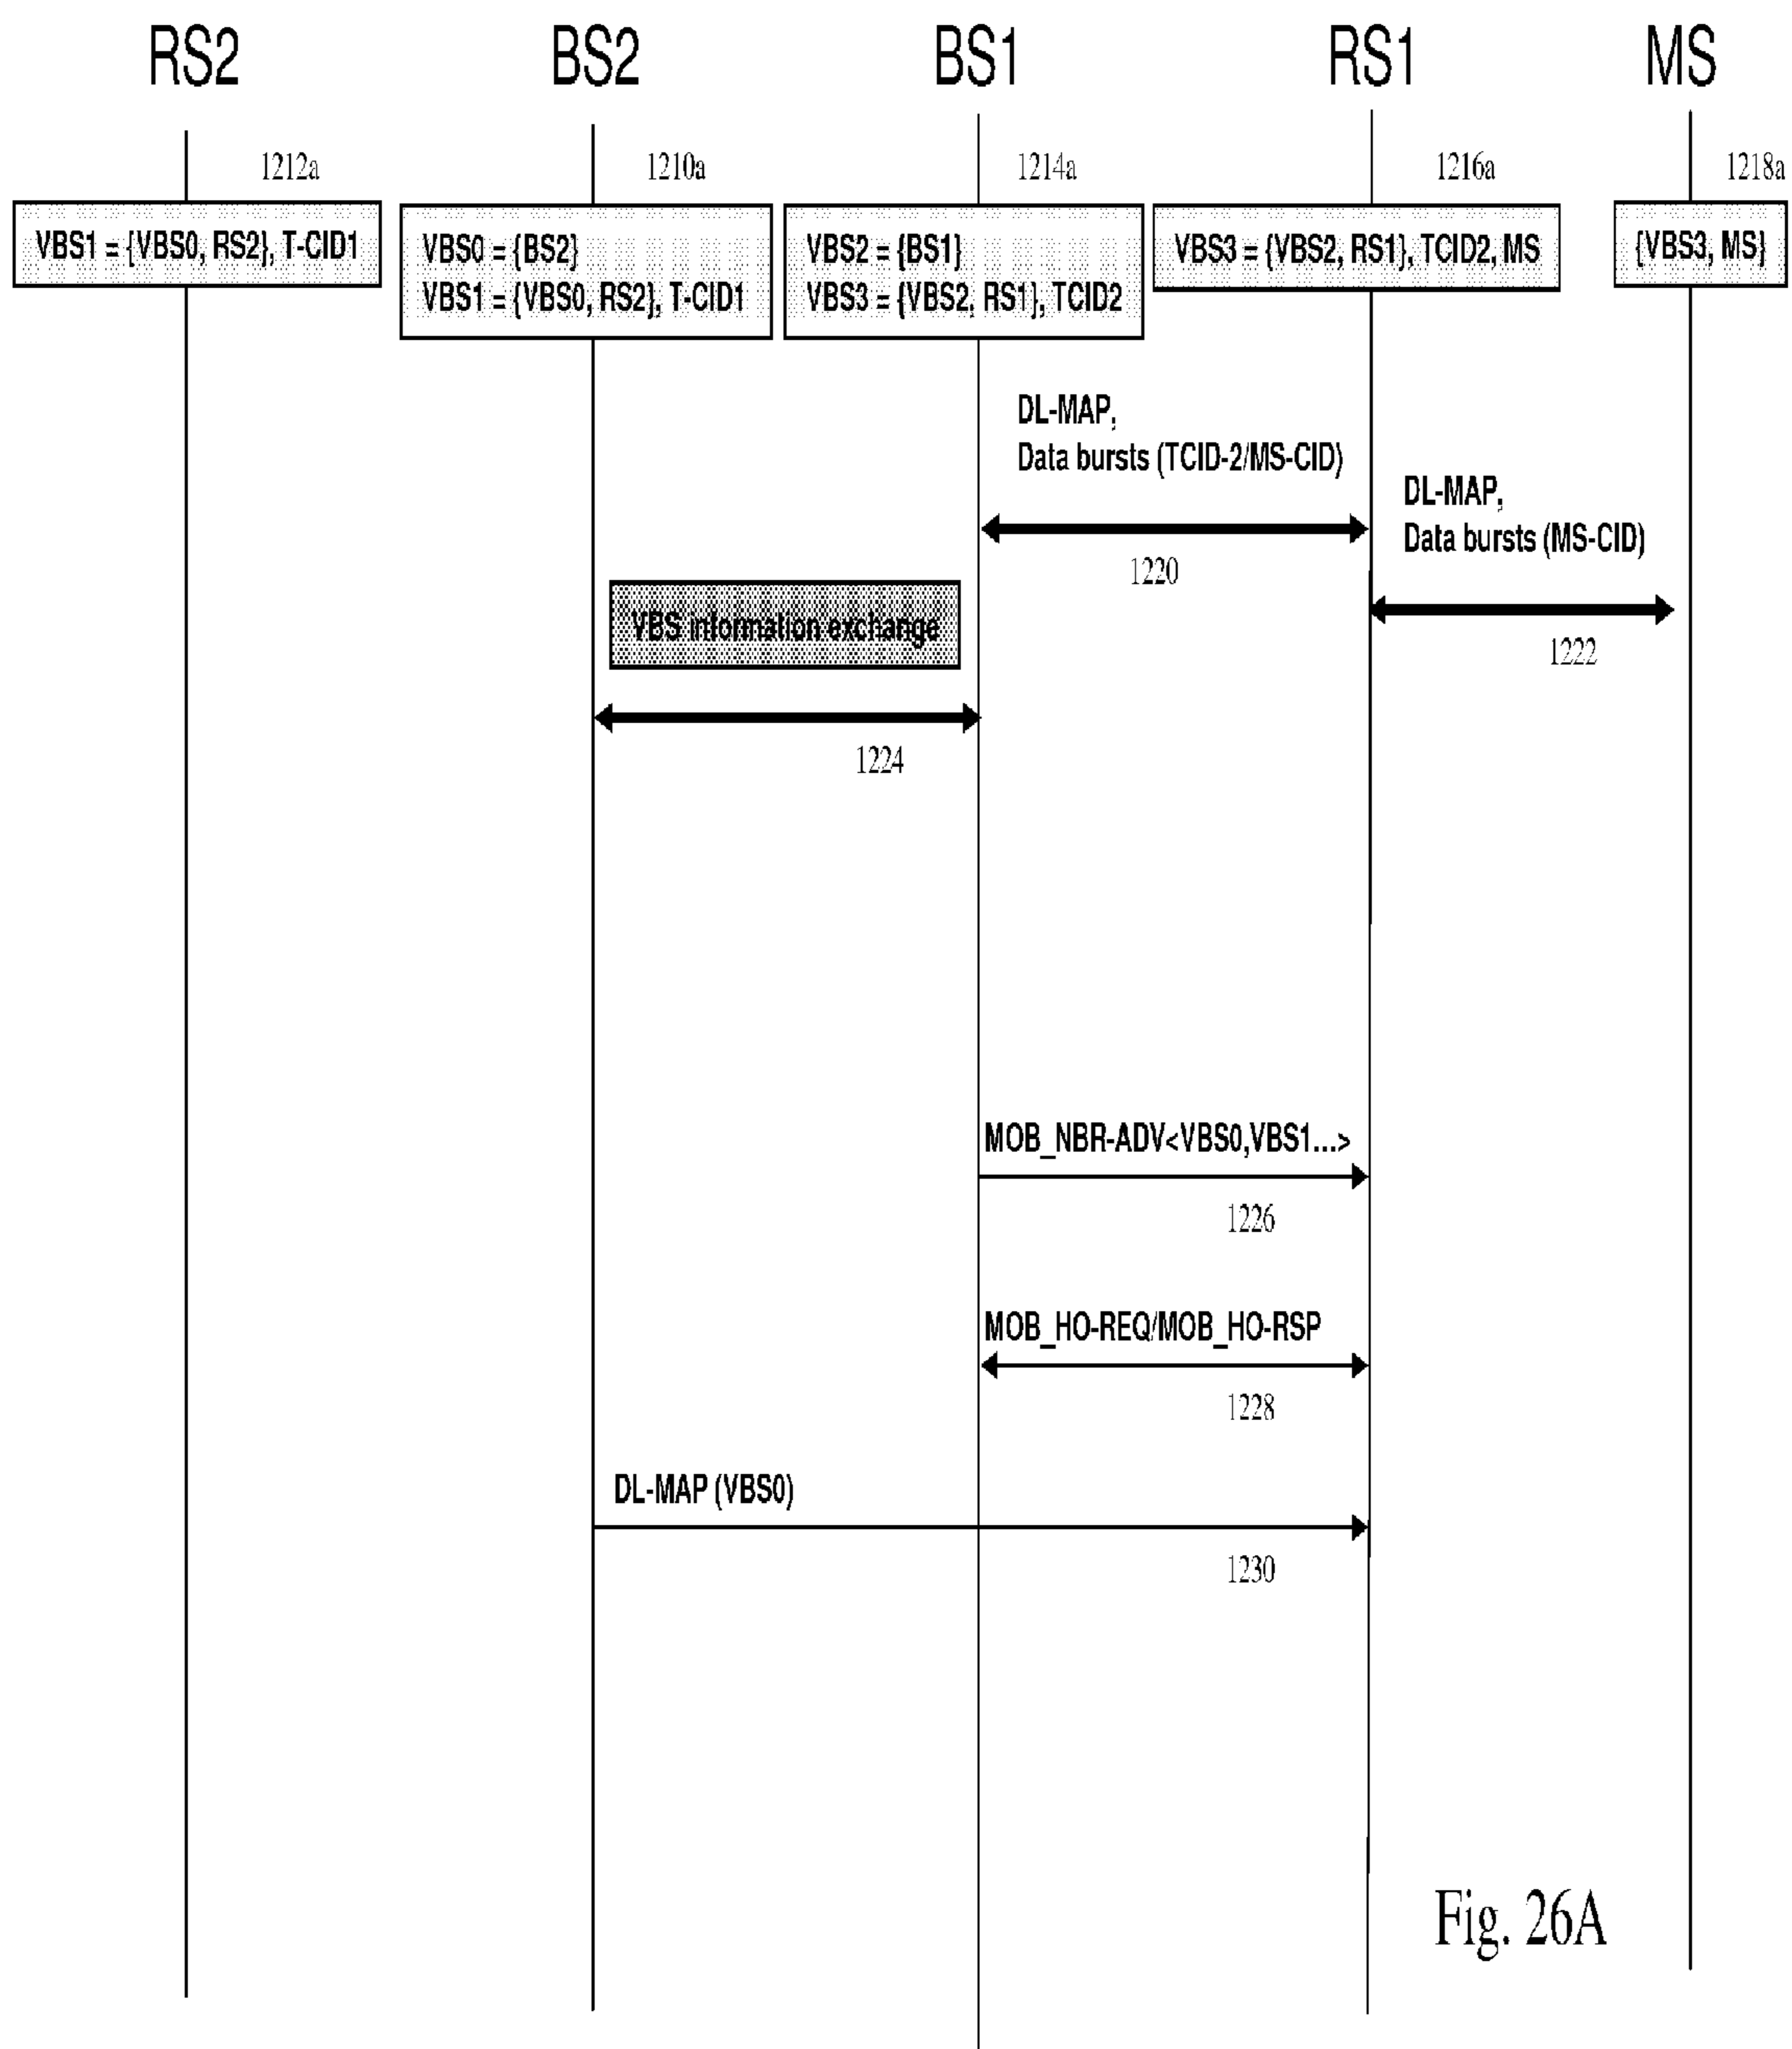 RS2 BS2 BS1 RS1 MS
1212a 1210a 1214a 1216a 1218a
VBS1 = {VBS0, RS2}, T-CID1
VBS0 = {BS2}
VBS1 = {VBS0, RS2}, T-CID1
VBS2 = {BS1}
VBS3 = {VBS2, RS1}, TCID2
VBS3 = {VBS2, RS1}, TCID2, MS
{VBS3, MS}
DL-MAP,
Data bursts (TCID-2/MS-CID)
1220
DL-MAP,
Data bursts (MS-CID)
1222
VBS information exchange
1224
MOB_NBR-ADV<VBS0,VBS1...>
1226
MOB_HO-REQ/MOB_HO-RSP
1228
DL-MAP (VBS0)
1230
Fig. 26A